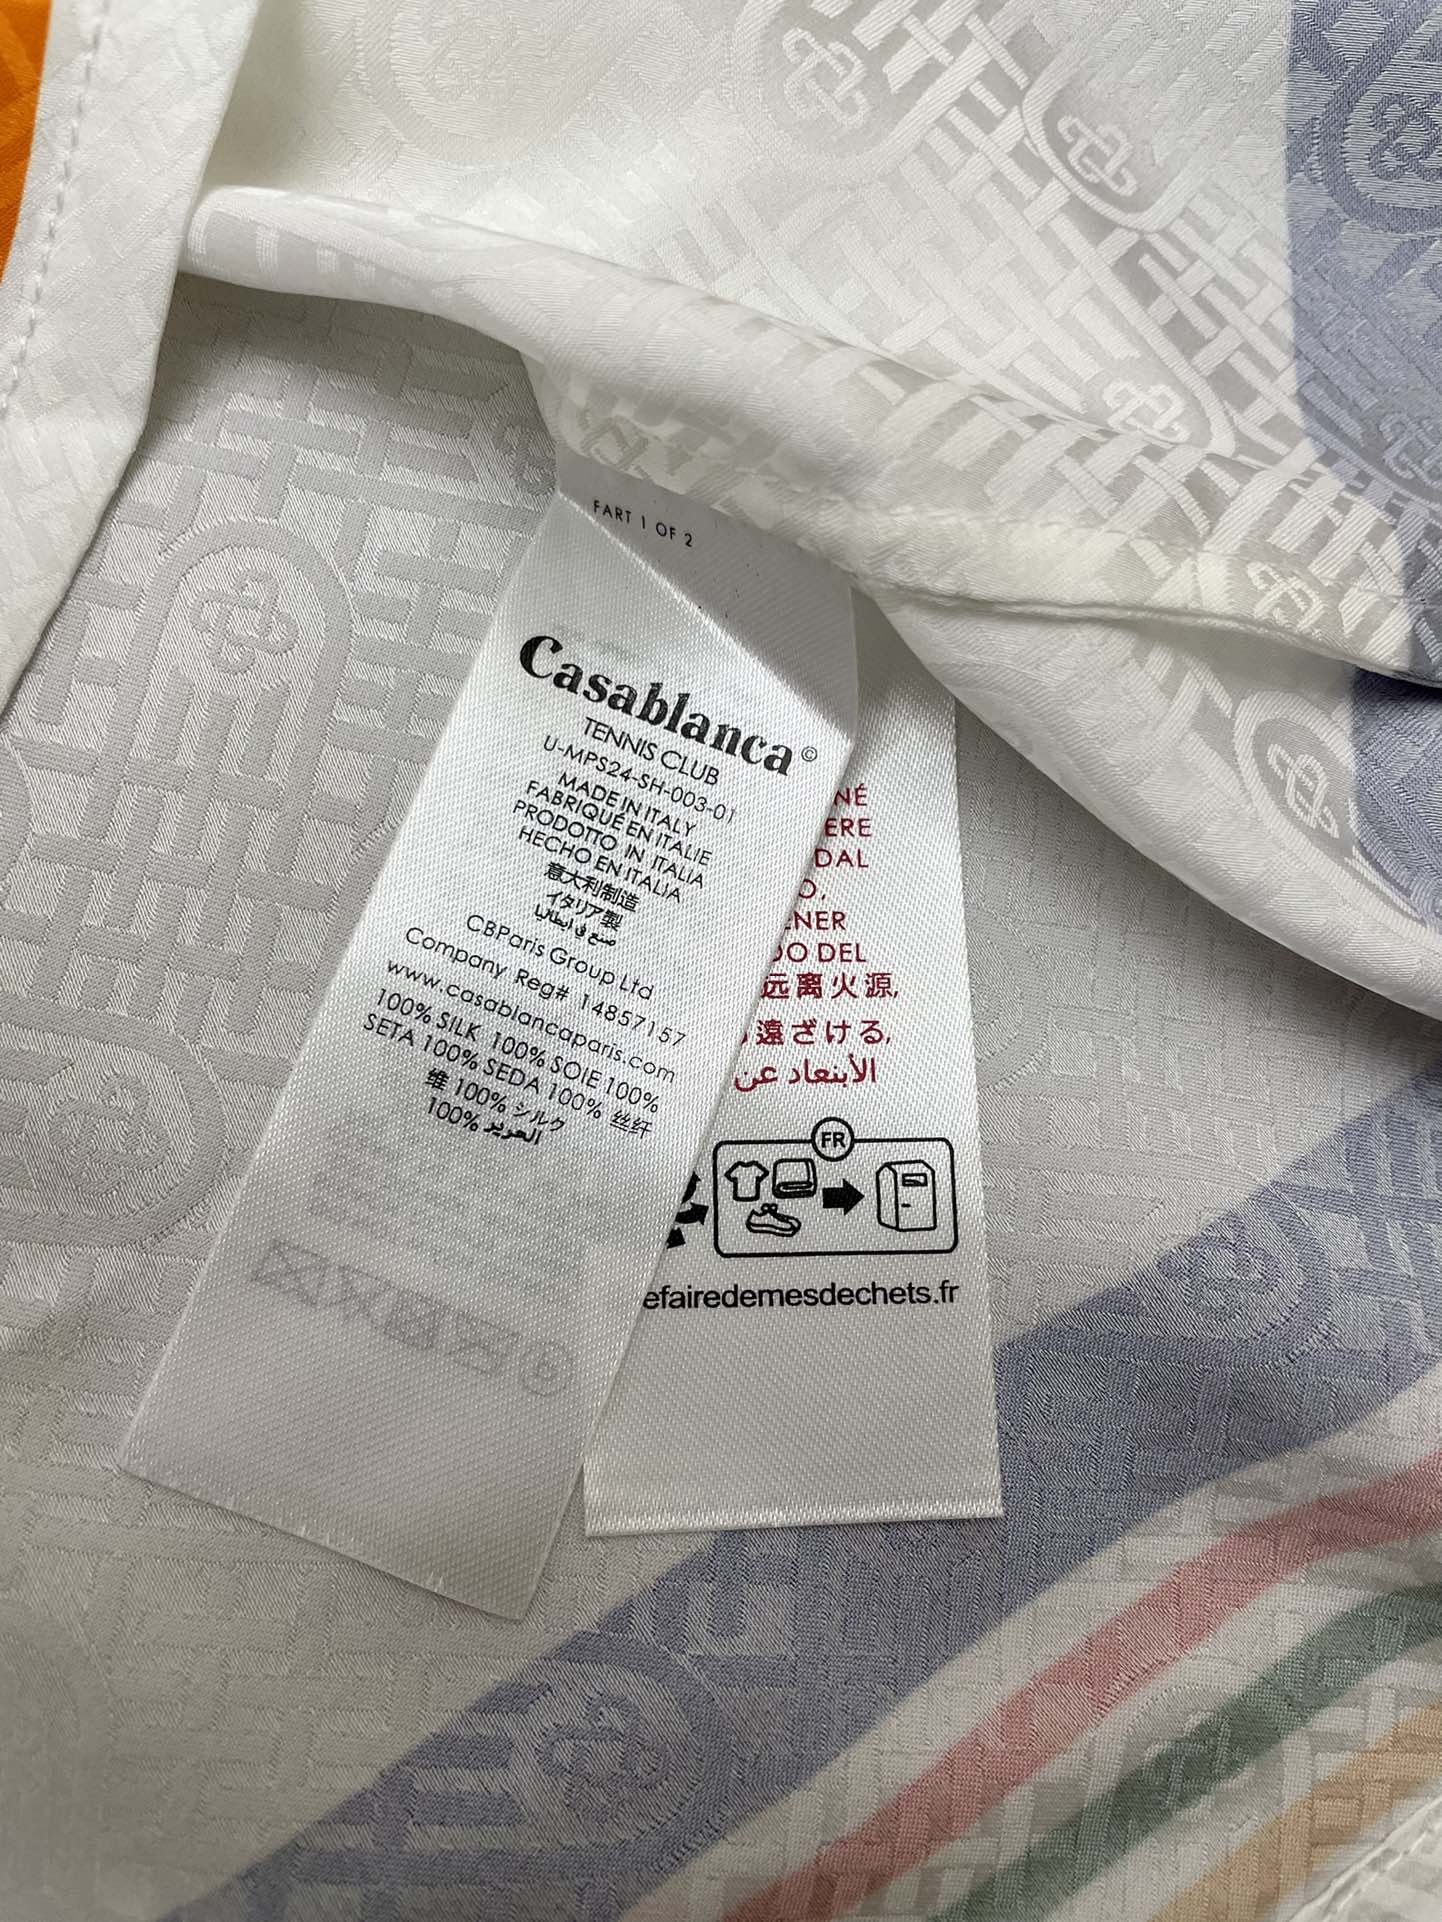 FART 1 OF 2
Casablanca©
TENNIS CLUB
U-MPS24-SH-003-01
MADE IN ITALY
FABRIQUÉ EN ITALIE
PRODOTTO IN ITALIA
HECHO EN ITALIA
意大利制造
イタリア製
صنع في ايطاليا
CBParis Group Ltd
Company Reg# 14857157
www.casablancaparis.com
100% SILK 100% SOIE 100%
SETA 100% SEDA 100% 丝纤
维 100% シルク
100% الحرير
NÉ
ERE
DAL
O,
ENER
DO DEL
远离火源,
遠ざける,
الأبتعاد عن
FR
efairedemesdechets.fr